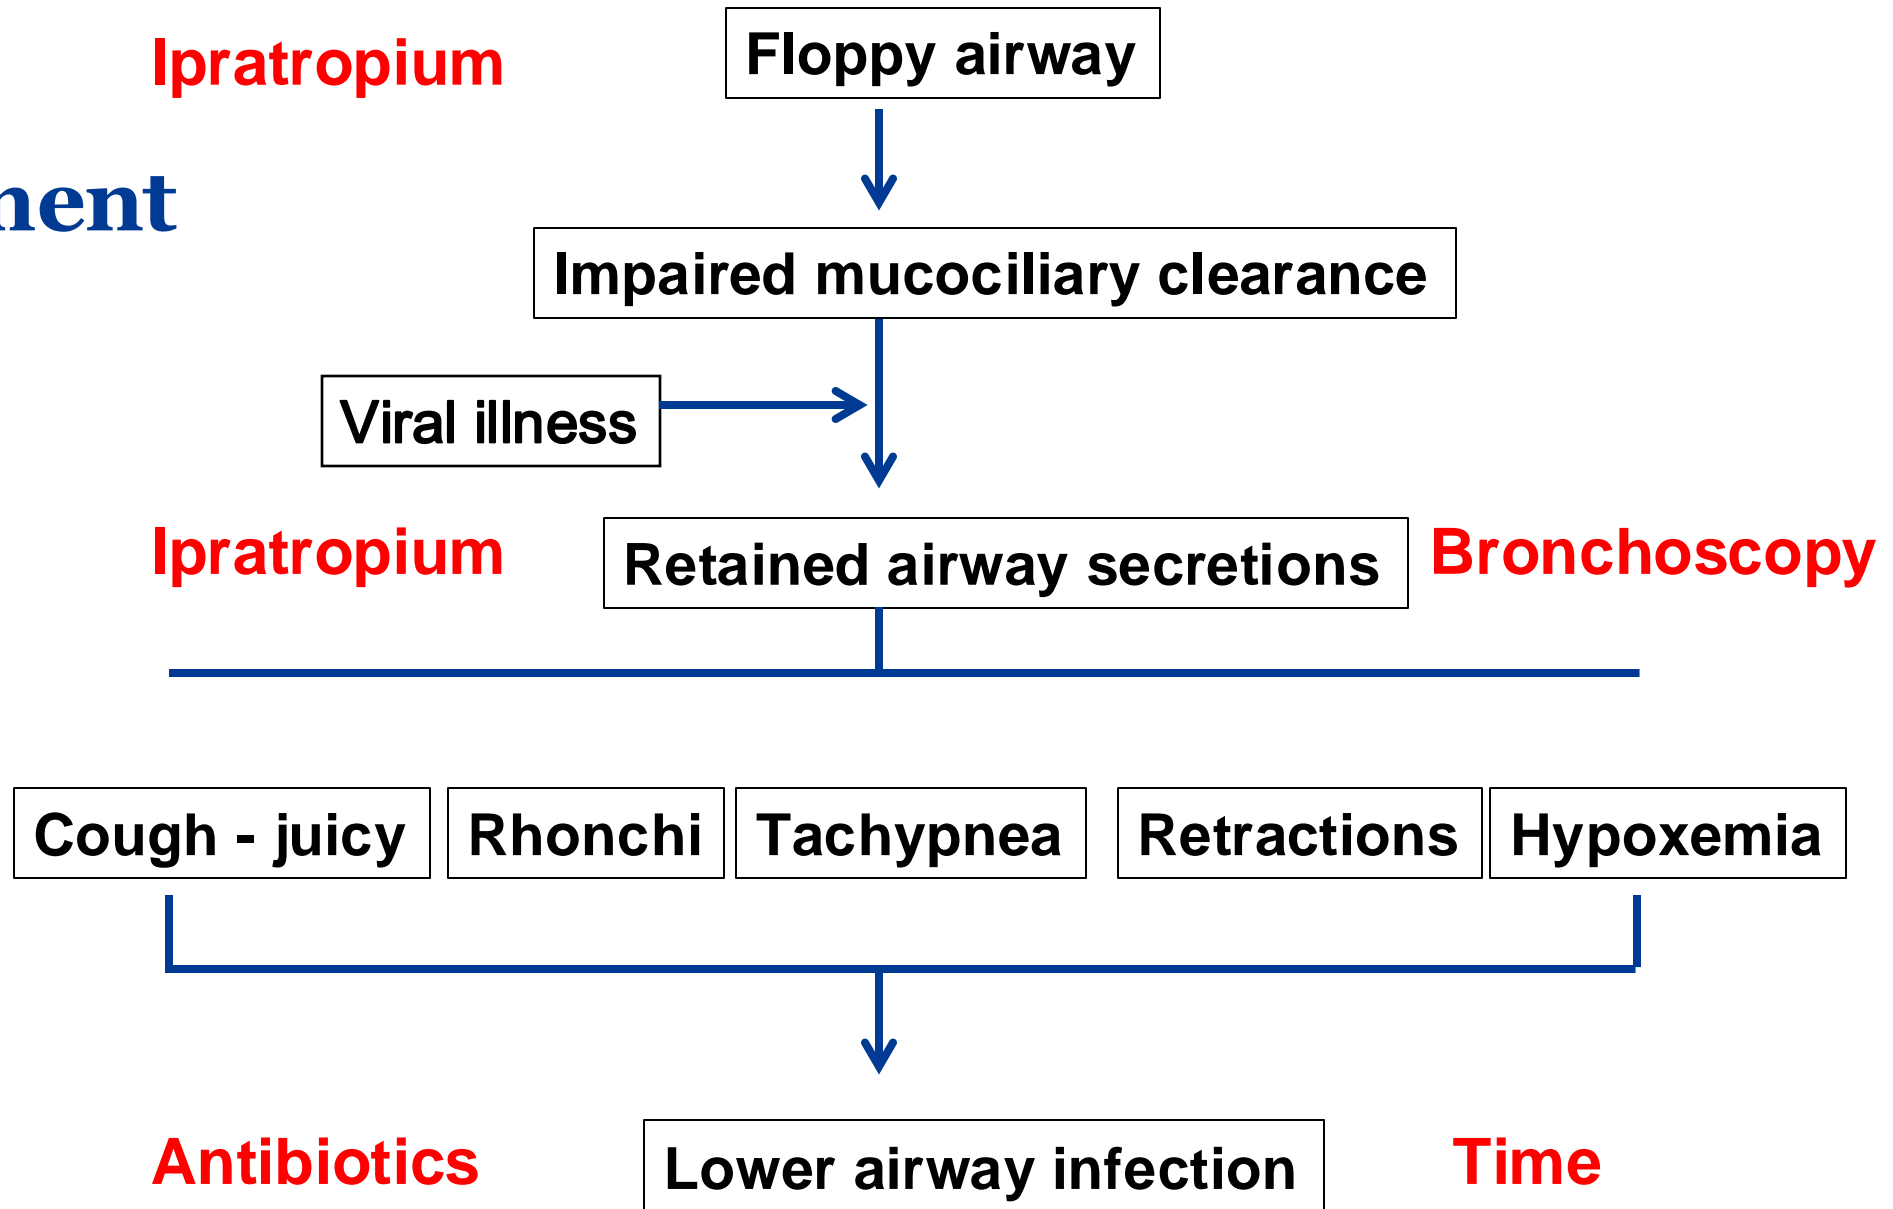 Ipratropium
Floppy airway
nent
Impaired mucociliary clearance
Viral illness
Ipratropium
Retained airway secretions
Bronchoscopy
Cough - juicy
Rhonchi
Tachypnea
Retractions
Hypoxemia
Antibiotics
Lower airway infection
Time